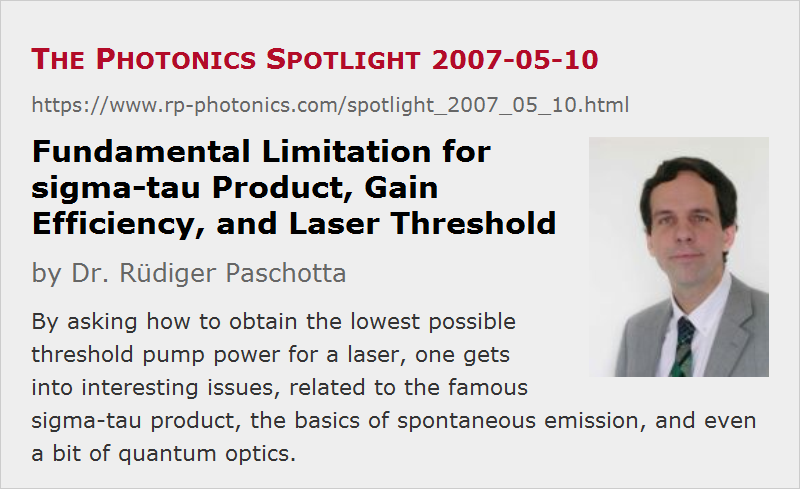 The Photonics Spotlight 2007-05-10
https://www.rp-photonics.com/spotlight_2007_05_10.html
Fundamental Limitation for
sigma-tau Product, Gain
Efficiency, and Laser Threshold
by Dr. Rüdiger Paschotta
By asking how to obtain the lowest possible
threshold pump power for a laser, one gets
into interesting issues, related to the famous
sigma-tau product, the basics of spontaneous emission, and even
a bit of quantum optics.